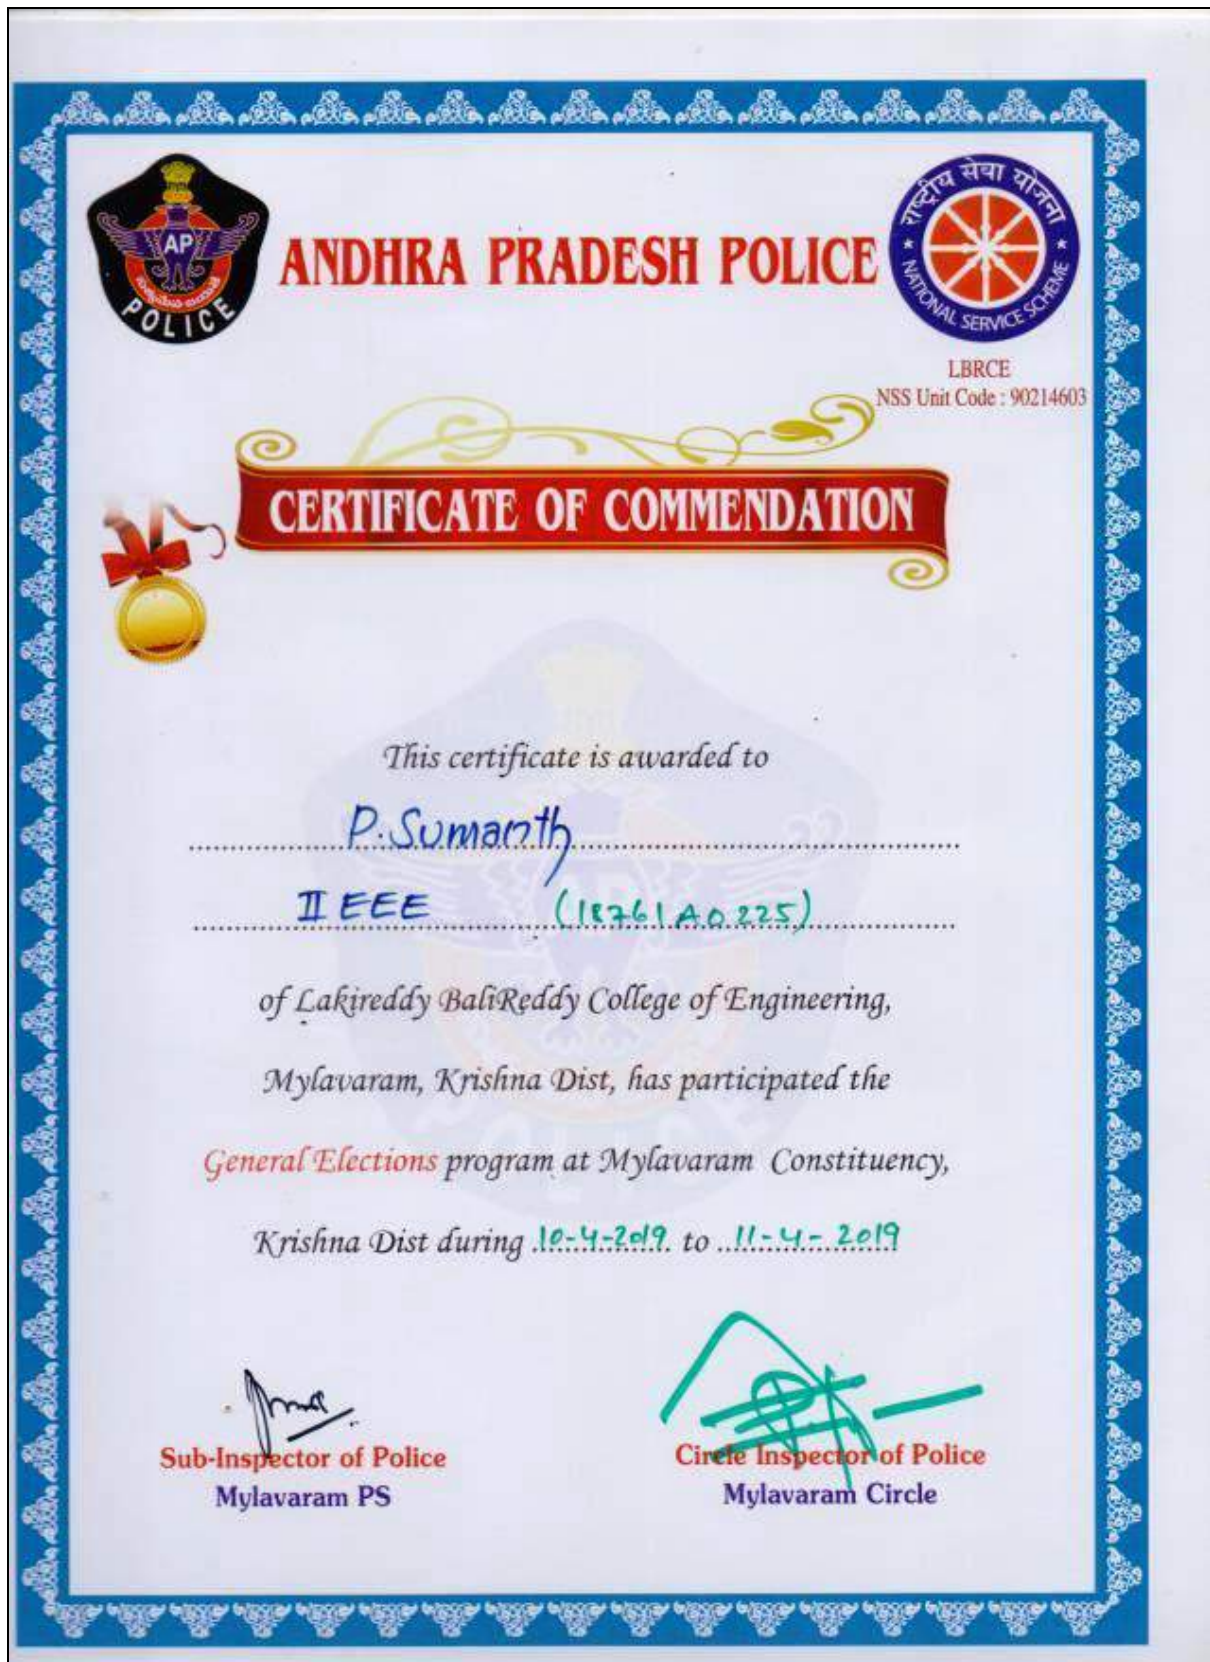 AP
POLICE
ANDHRA PRADESH POLICE
राष्ट्रीय सेवा योजना
NATIONAL SERVICE SCHEME
LBRCE
NSS Unit Code : 90214603
CERTIFICATE OF COMMENDATION
This certificate is awarded to
P. Sumanth
II EEE (18761A0225)
of Lakireddy BaliReddy College of Engineering,
Mylavaram, Krishna Dist, has participated the
General Elections program at Mylavaram Constituency,
Krishna Dist during 10-4-2019 to 11-4-2019
Sub-Inspector of Police
Mylavaram PS
Circle Inspector of Police
Mylavaram Circle